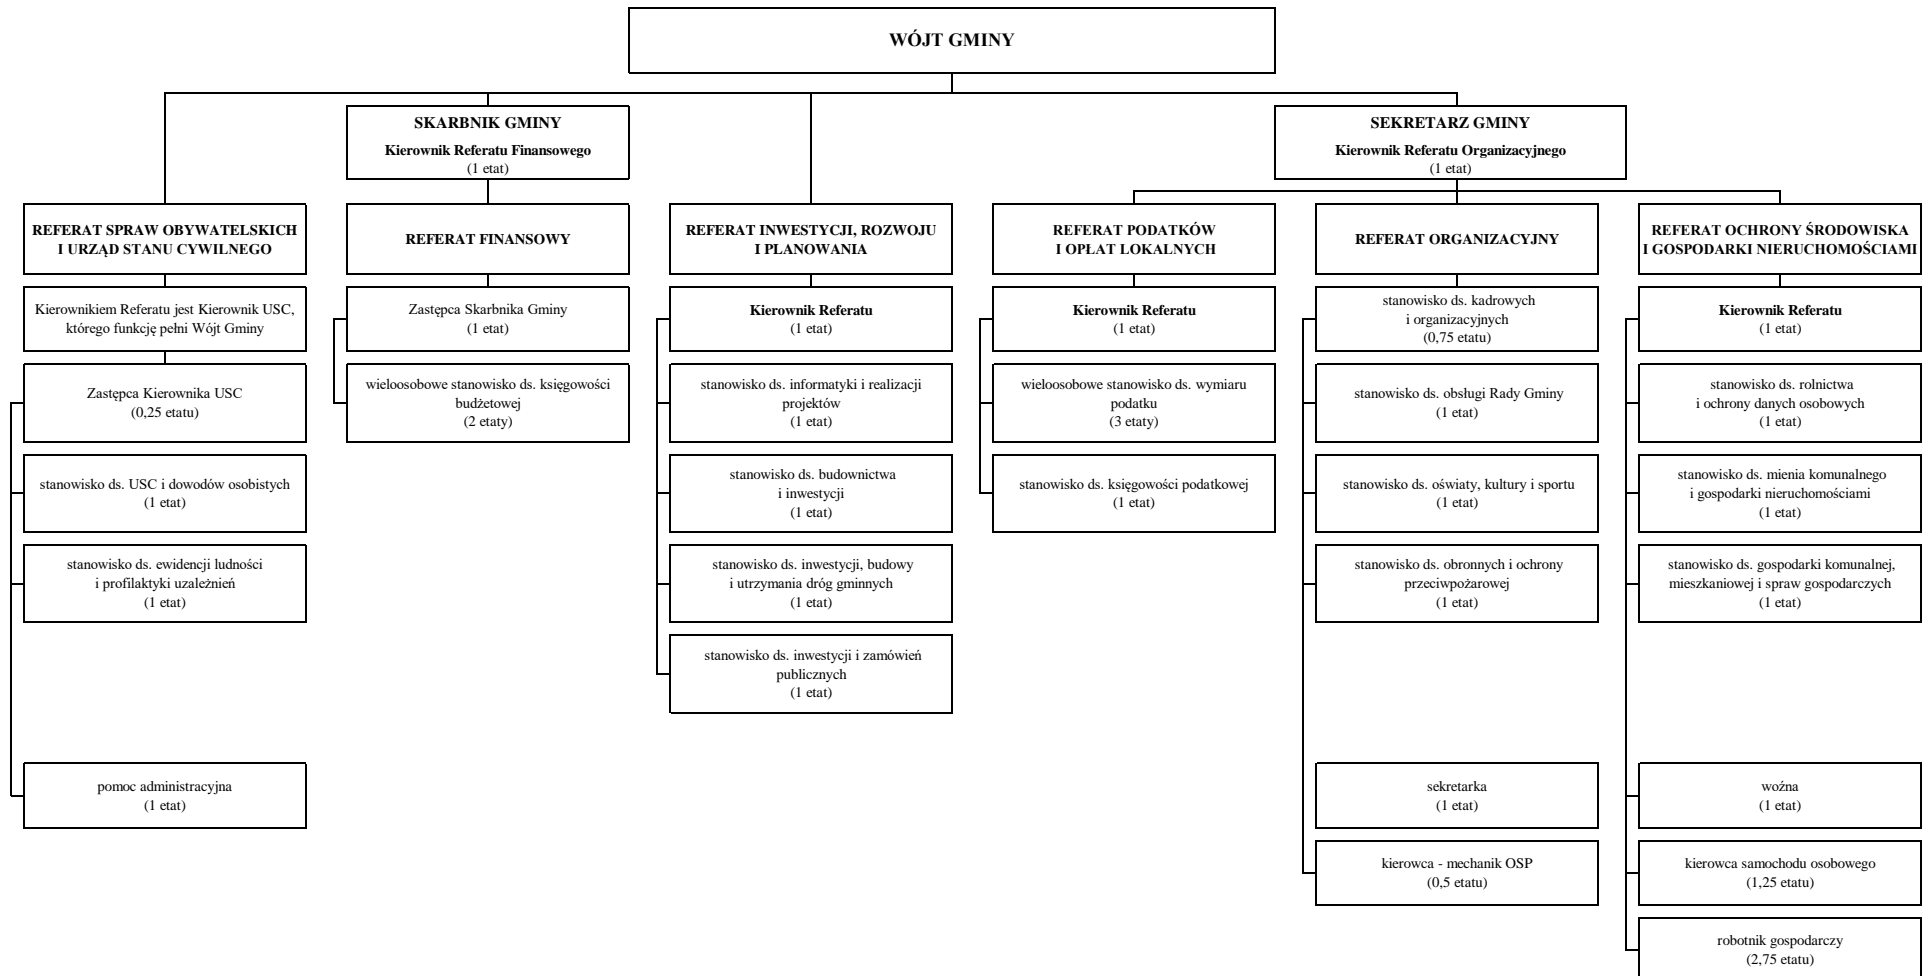 WÓJT GMINY
SKARBNIK GMINY
Kierownik Referatu Finansowego
(1 etat)
SEKRETARZ GMINY
Kierownik Referatu Organizacyjnego
(1 etat)
REFERAT SPRAW OBYWATELSKICH
I URZĄD STANU CYWILNEGO
Kierownikiem Referatu jest Kierownik USC,
którego funkcję pełni Wójt Gminy
Zastępca Kierownika USC
(0,25 etatu)
stanowisko ds. USC i dowodów osobistych
(1 etat)
stanowisko ds. ewidencji ludności
i profilaktyki uzależnień
(1 etat)
pomoc administracyjna
(1 etat)
REFERAT FINANSOWY
Zastępca Skarbnika Gminy
(1 etat)
wieloosobowe stanowisko ds. księgowości
budżetowej
(2 etaty)
REFERAT INWESTYCJI, ROZWOJU
I PLANOWANIA
Kierownik Referatu
(1 etat)
stanowisko ds. informatyki i realizacji
projektów
(1 etat)
stanowisko ds. budownictwa
i inwestycji
(1 etat)
stanowisko ds. inwestycji, budowy
i utrzymania dróg gminnych
(1 etat)
stanowisko ds. inwestycji i zamówień
publicznych
(1 etat)
REFERAT PODATKÓW
I OPŁAT LOKALNYCH
Kierownik Referatu
(1 etat)
wieloosobowe stanowisko ds. wymiaru
podatku
(3 etaty)
stanowisko ds. księgowości podatkowej
(1 etat)
REFERAT ORGANIZACYJNY
stanowisko ds. kadrowych
i organizacyjnych
(0,75 etatu)
stanowisko ds. obsługi Rady Gminy
(1 etat)
stanowisko ds. oświaty, kultury i sportu
(1 etat)
stanowisko ds. obronnych i ochrony
przeciwpożarowej
(1 etat)
sekretarka
(1 etat)
kierowca - mechanik OSP
(0,5 etatu)
REFERAT OCHRONY ŚRODOWISKA
I GOSPODARKI NIERUCHOMOŚCIAMI
Kierownik Referatu
(1 etat)
stanowisko ds. rolnictwa
i ochrony danych osobowych
(1 etat)
stanowisko ds. mienia komunalnego
i gospodarki nieruchomościami
(1 etat)
stanowisko ds. gospodarki komunalnej,
mieszkaniowej i spraw gospodarczych
(1 etat)
woźna
(1 etat)
kierowca samochodu osobowego
(1,25 etatu)
robotnik gospodarczy
(2,75 etatu)